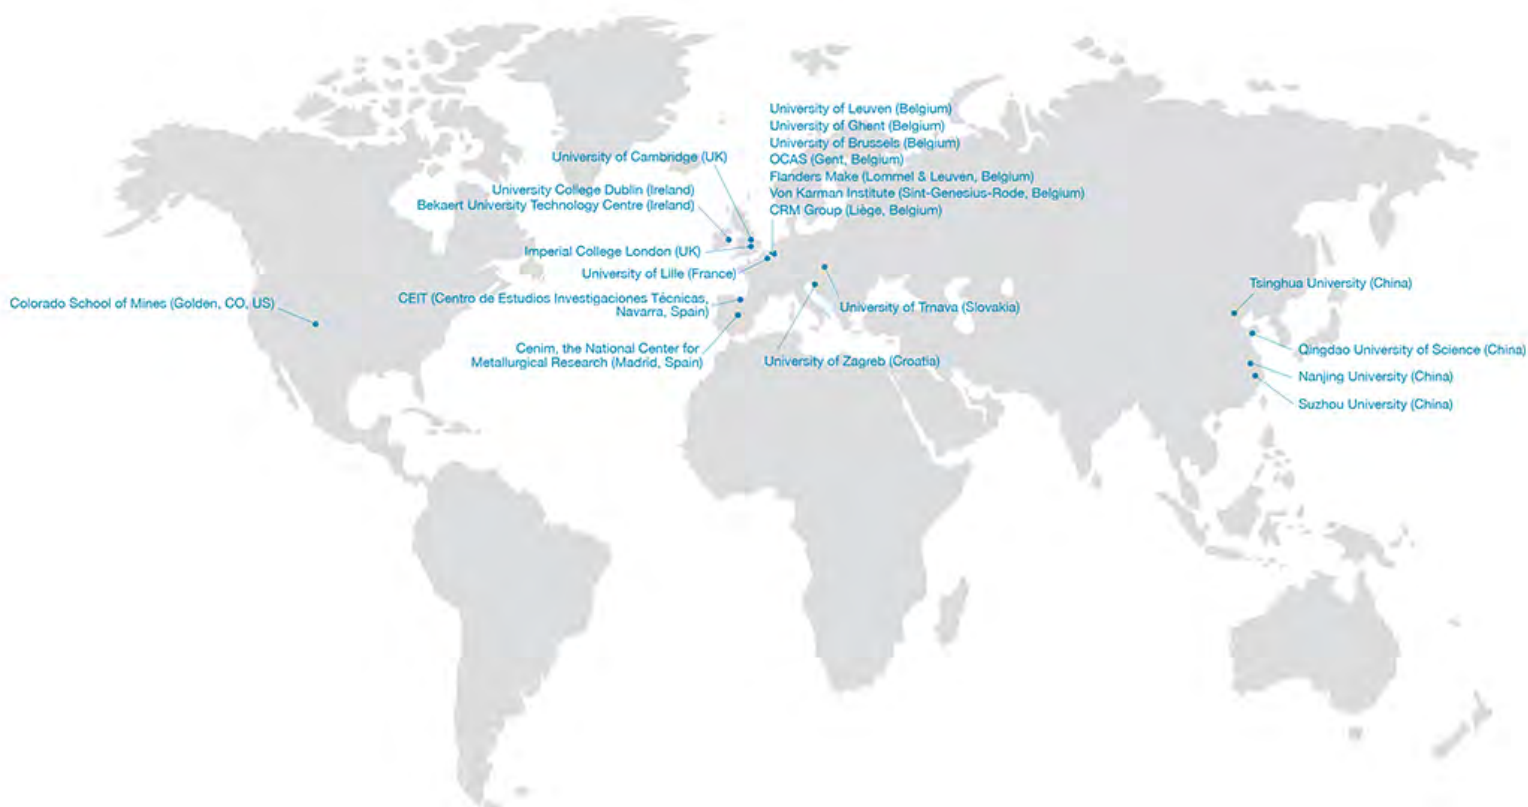 University of Leuven (Belgium)
University of Ghent (Belgium)
University of Brussels (Belgium)
OCAS (Gent, Belgium)
Flanders Make (Lommel & Leuven, Belgium)
Von Karman Institute (Sint-Genesius-Rode, Belgium)
CRM Group (Liège, Belgium)
University of Cambridge (UK)
University College Dublin (Ireland)
Bekaert University Technology Centre (Ireland)
Imperial College London (UK)
University of Lille (France)
Colorado School of Mines (Golden, CO, US)
CEIT (Centro de Estudios Investigaciones Técnicas,
Navarra, Spain)
Cenim, the National Center for
Metallurgical Research (Madrid, Spain)
University of Trnava (Slovakia)
University of Zagreb (Croatia)
Tsinghua University (China)
Qingdao University of Science (China)
Nanjing University (China)
Suzhou University (China)